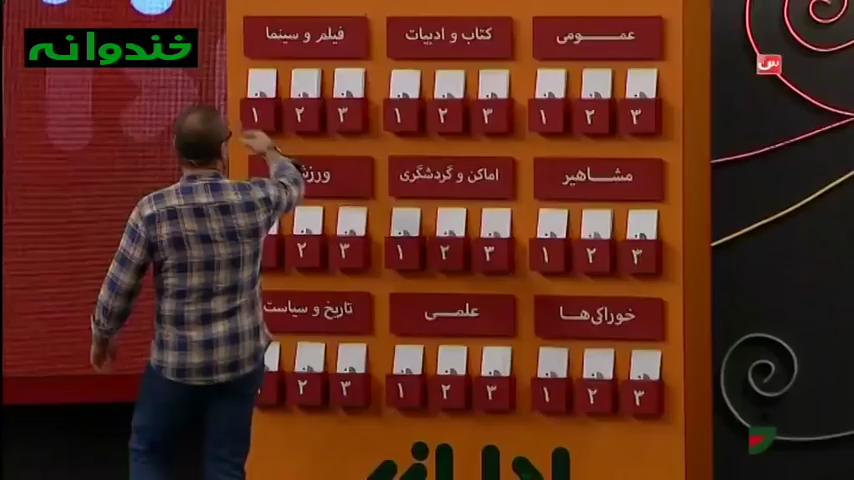 خندوانه
س
عمومی
کتاب و ادبیات
فیلم و سینما
۱ ۲ ۳
۱ ۲ ۳
۱ ۲ ۳
مشاهیر
اماکن و گردشگری
۱ ۲ ۳
۱ ۲ ۳
۲ ۳
خوراکی‌ها
علمی
تاریخ و سیاست
۱ ۲ ۳
۱ ۲ ۳
۲ ۳